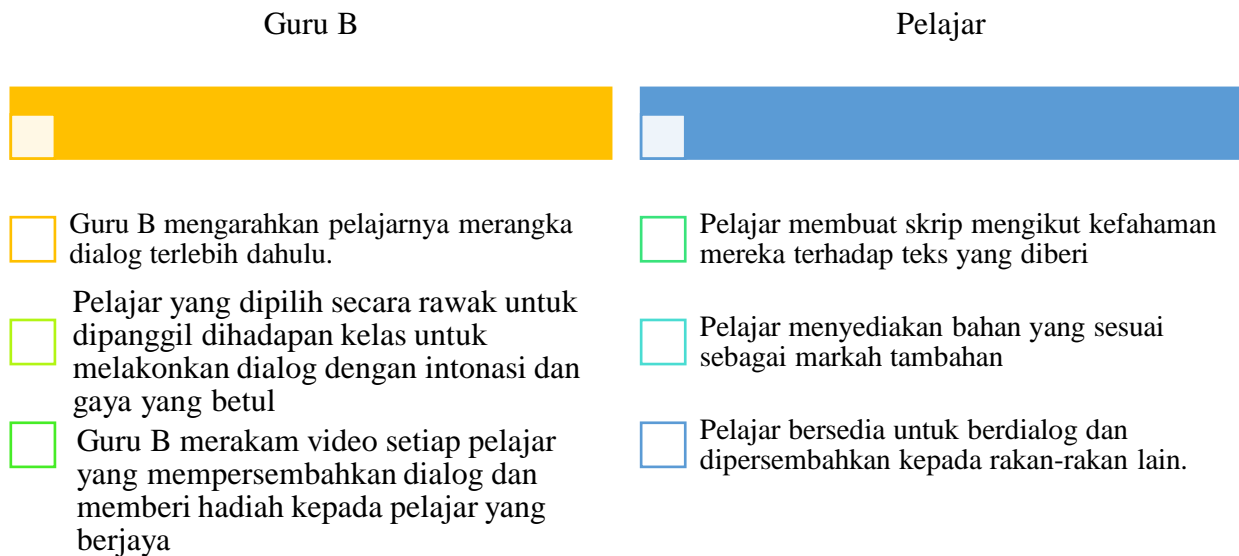 Guru B
Guru B mengarahkan pelajarnya merangka
dialog terlebih dahulu.
Pelajar yang dipilih secara rawak untuk
dipanggil dihadapan kelas untuk
melakonkan dialog dengan intonasi dan
gaya yang betul
Guru B merakam video setiap pelajar
yang mempersembahkan dialog dan
memberi hadiah kepada pelajar yang
berjaya
Pelajar
Pelajar membuat skrip mengikut kefahaman
mereka terhadap teks yang diberi
Pelajar menyediakan bahan yang sesuai
sebagai markah tambahan
Pelajar bersedia untuk berdialog dan
dipersembahkan kepada rakan-rakan lain.